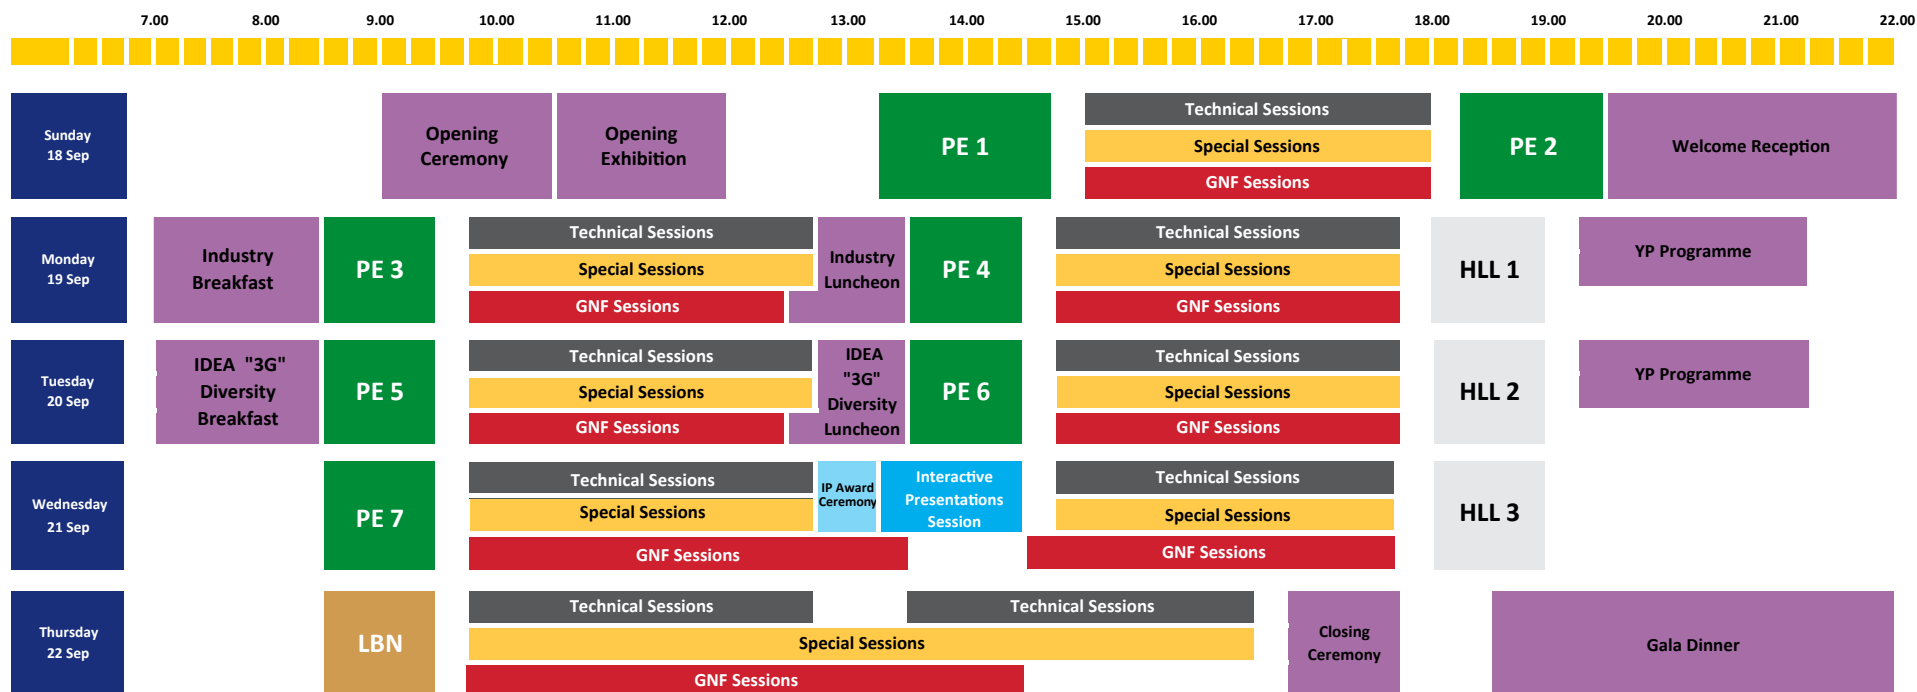 7.00 8.00 9.00 10.00 11.00 12.00 13.00 14.00 15.00 16.00 17.00 18.00 19.00 20.00 21.00 22.00
Sunday
18 Sep
Opening
Ceremony
Opening
Exhibition
PE 1
Technical Sessions
Special Sessions
GNF Sessions
PE 2
Welcome Reception
Monday
19 Sep
Industry
Breakfast
PE 3
Technical Sessions
Special Sessions
GNF Sessions
Industry
Luncheon
PE 4
Technical Sessions
Special Sessions
GNF Sessions
HLL 1
YP Programme
Tuesday
20 Sep
IDEA "3G"
Diversity
Breakfast
PE 5
Technical Sessions
Special Sessions
GNF Sessions
IDEA
"3G"
Diversity
Luncheon
PE 6
Technical Sessions
Special Sessions
GNF Sessions
HLL 2
YP Programme
Wednesday
21 Sep
PE 7
Technical Sessions
Special Sessions
GNF Sessions
IP Award
Ceremony
Interactive
Presentations
Session
Technical Sessions
Special Sessions
GNF Sessions
HLL 3
Thursday
22 Sep
LBN
Technical Sessions
Technical Sessions
Special Sessions
GNF Sessions
Closing
Ceremony
Gala Dinner